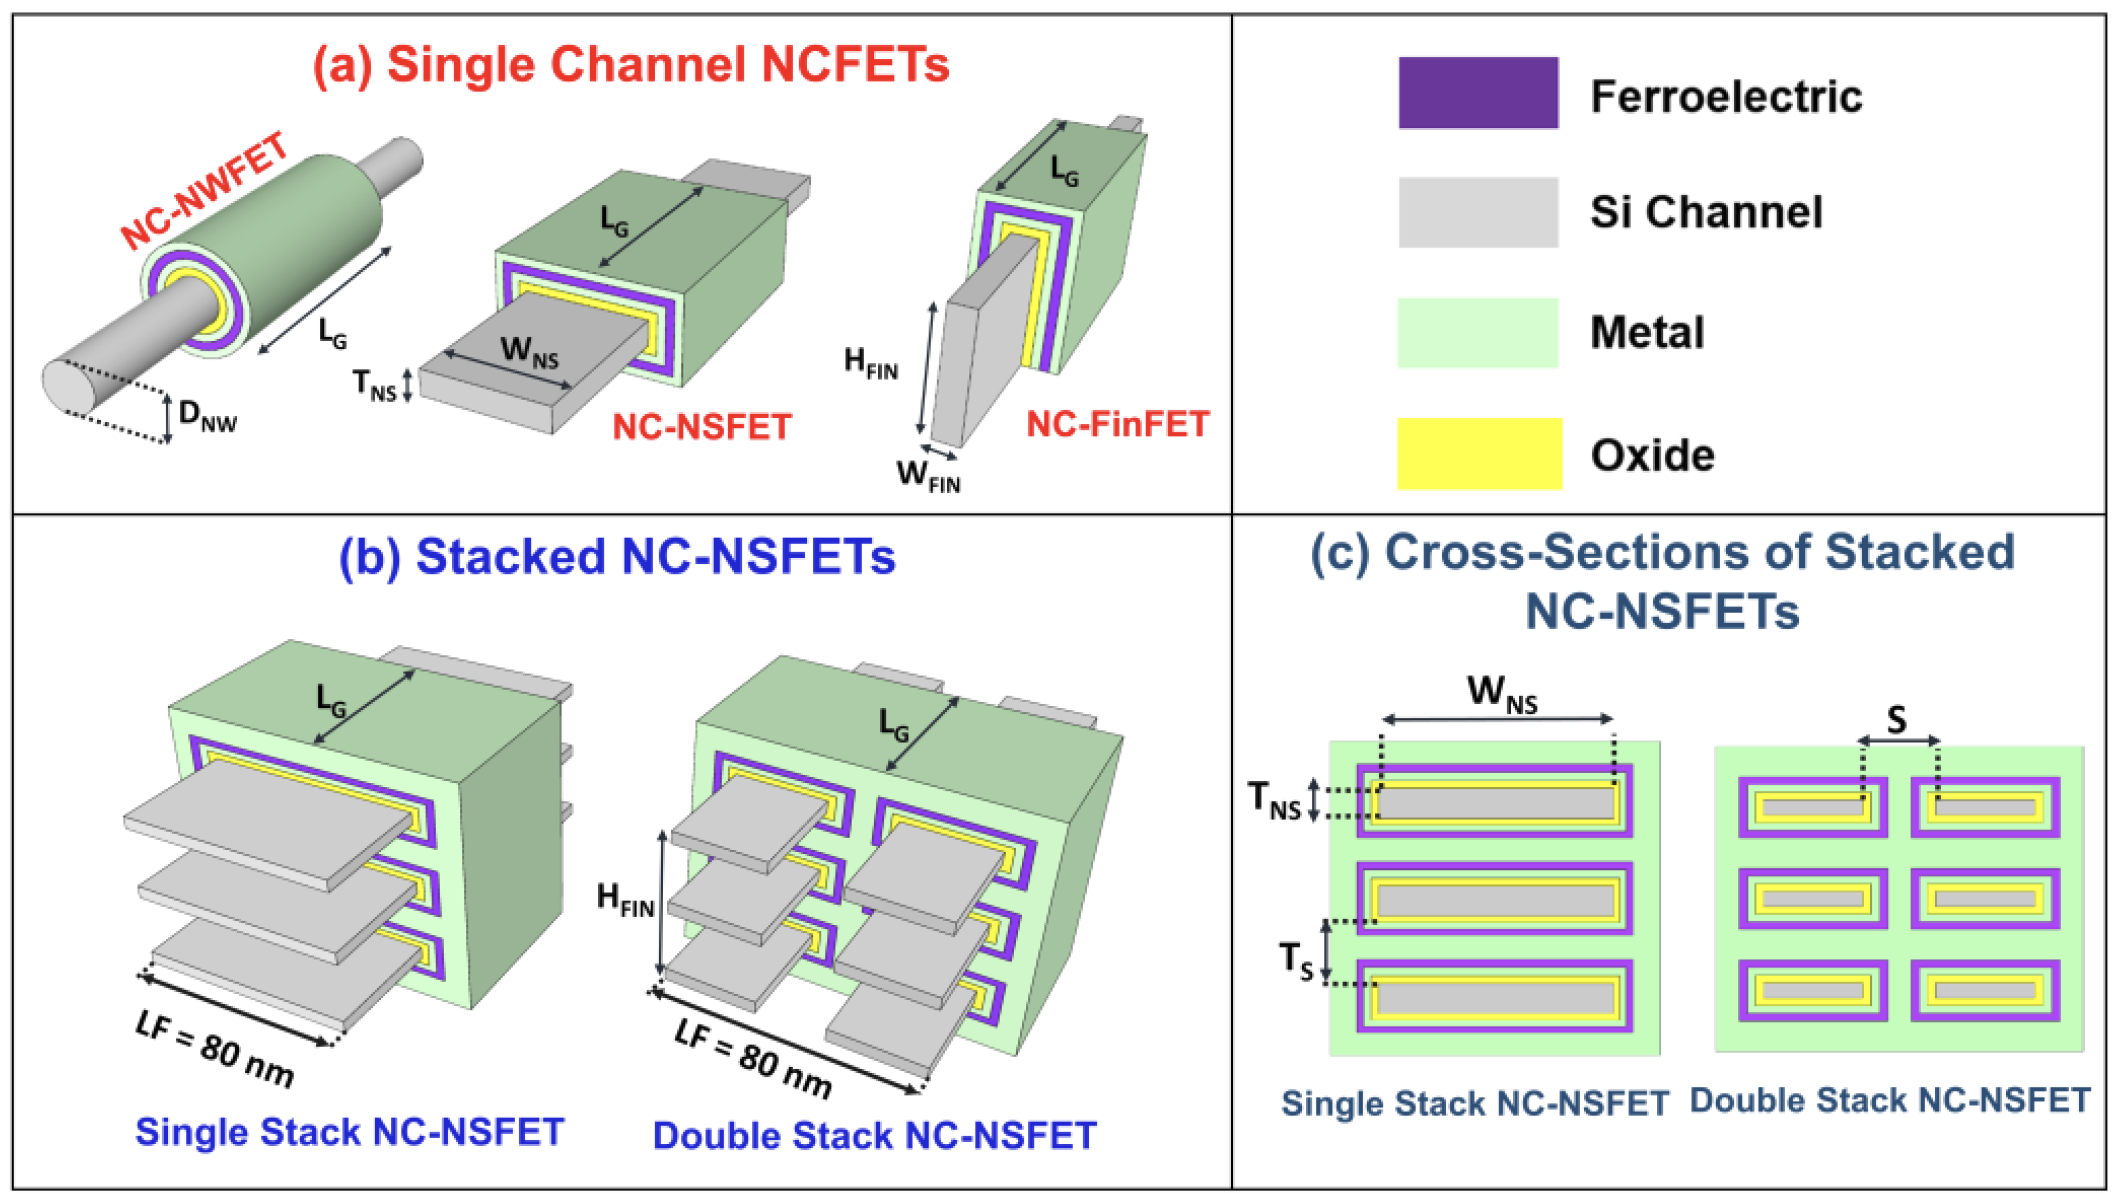 (a) Single Channel NCFETs
NC-NWFET
L_G
D_NW
L_G
W_NS
T_NS
NC-NSFET
L_G
H_FIN
W_FIN
NC-FinFET
Ferroelectric
Si Channel
Metal
Oxide
(b) Stacked NC-NSFETs
L_G
LF = 80 nm
Single Stack NC-NSFET
L_G
H_FIN
LF = 80 nm
Double Stack NC-NSFET
(c) Cross-Sections of Stacked
NC-NSFETs
W_NS
T_NS
T_S
Single Stack NC-NSFET
S
Double Stack NC-NSFET